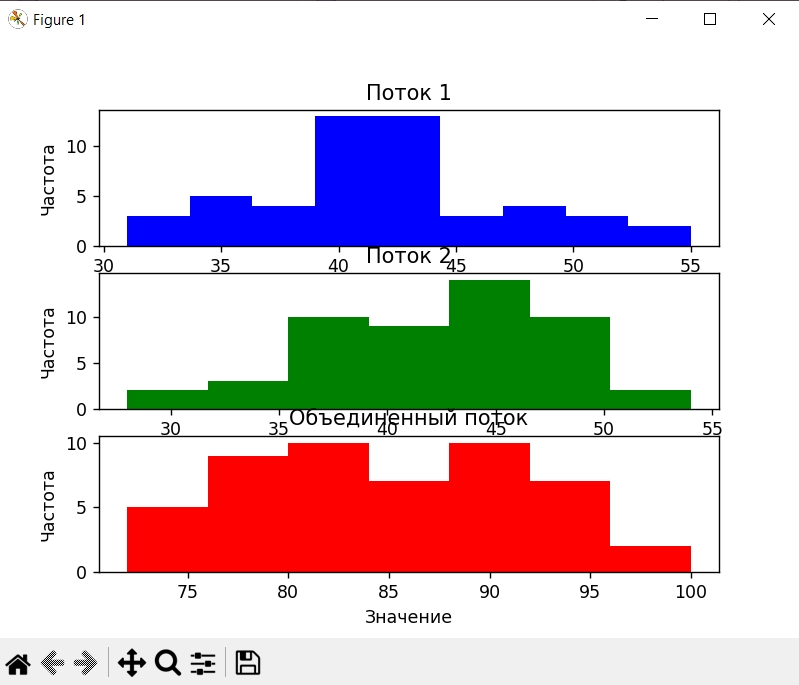 Figure 1
Поток 1
Частота
10
5
0
30 35 40 45 50 55
Поток 2
Частота
10
5
0
30 35 40 45 50 55
Объединенный поток
Частота
10
5
0
75 80 85 90 95 100
Значение